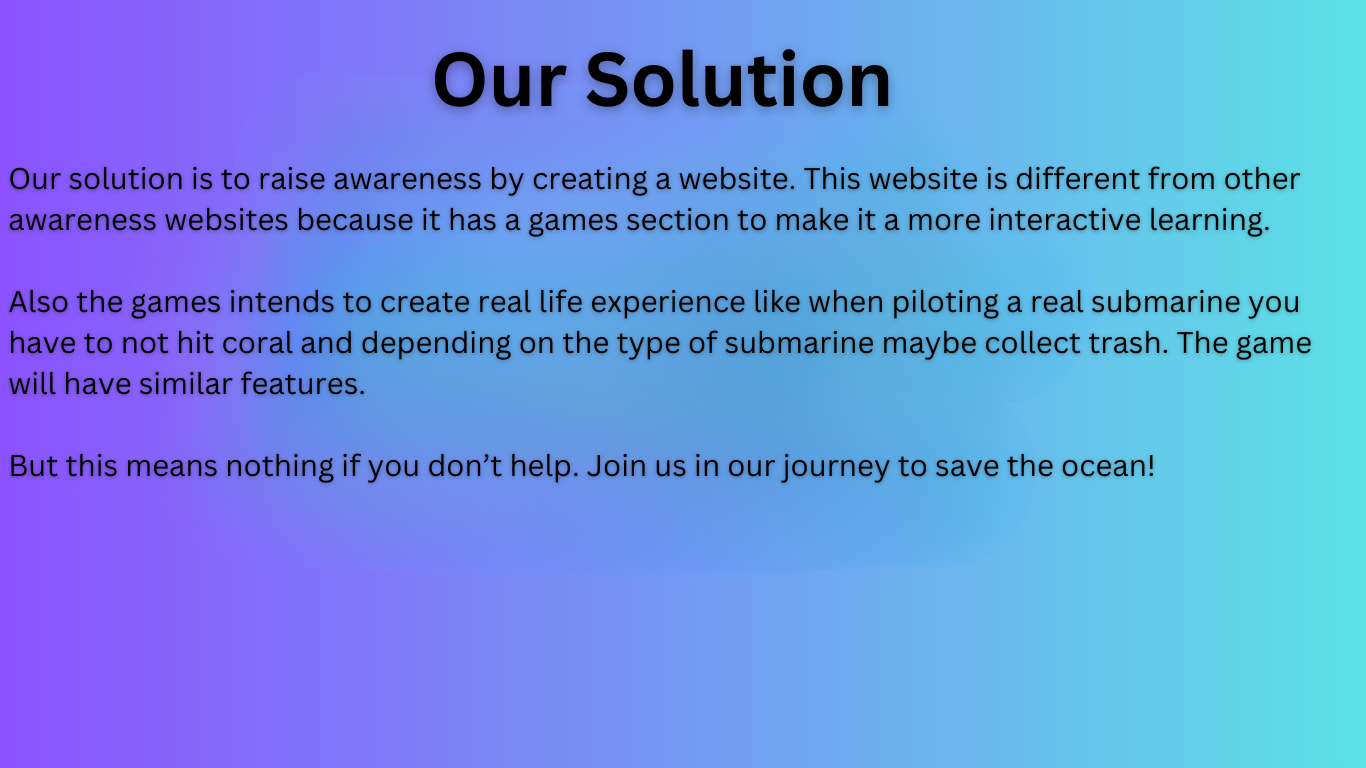 Our Solution
Our solution is to raise awareness by creating a website. This website is different from other
awareness websites because it has a games section to make it a more interactive learning.
Also the games intends to create real life experience like when piloting a real submarine you
have to not hit coral and depending on the type of submarine maybe collect trash. The game
will have similar features.
But this means nothing if you don’t help. Join us in our journey to save the ocean!